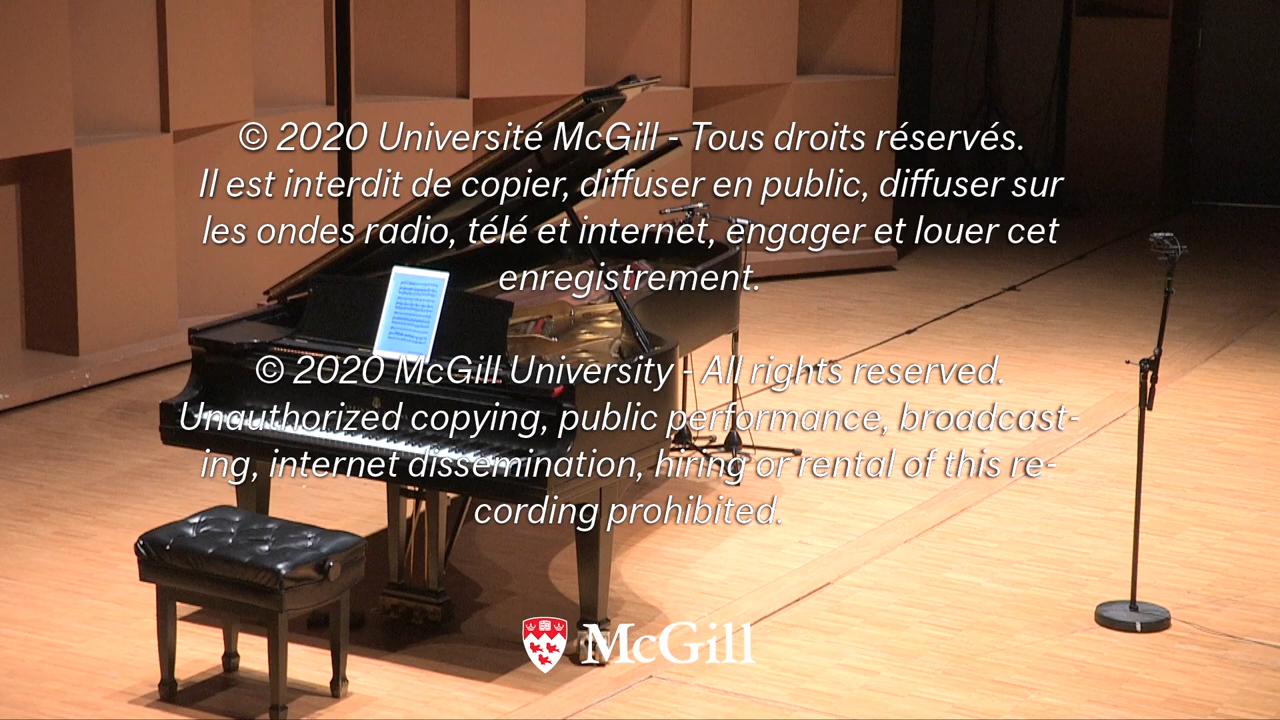 © 2020 Université McGill - Tous droits réservés.
Il est interdit de copier, diffuser en public, diffuser sur
les ondes radio, télé et internet, engager et louer cet
enregistrement.
© 2020 McGill University - All rights reserved.
Unauthorized copying, public performance, broadcast-
ing, internet dissemination, hiring or rental of this re-
cording prohibited.
McGill